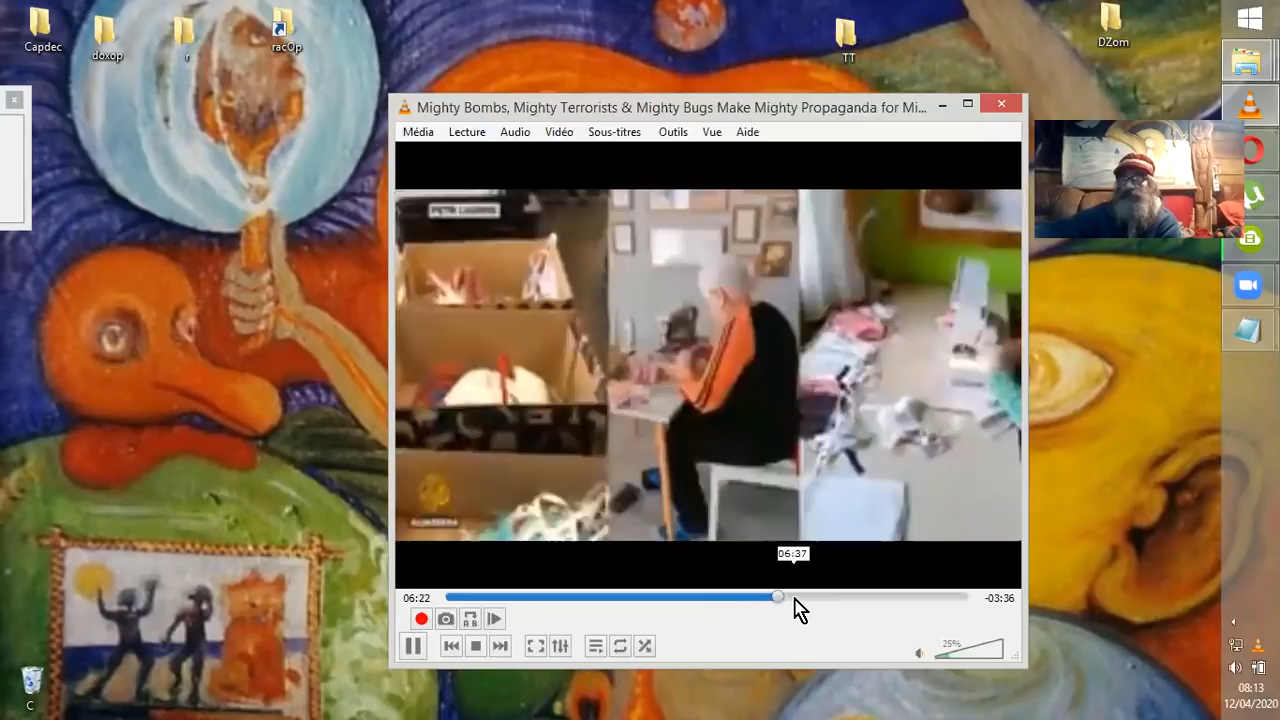 Capdec
doxop
r
racOp
TT
DZom
Mighty Bombs, Mighty Terrorists & Mighty Bugs Make Mighty Propaganda for Mi...
Média Lecture Audio Vidéo Sous-titres Outils Vue Aide
06:37
06:22
-03:36
25%
C
08:13
12/04/2020